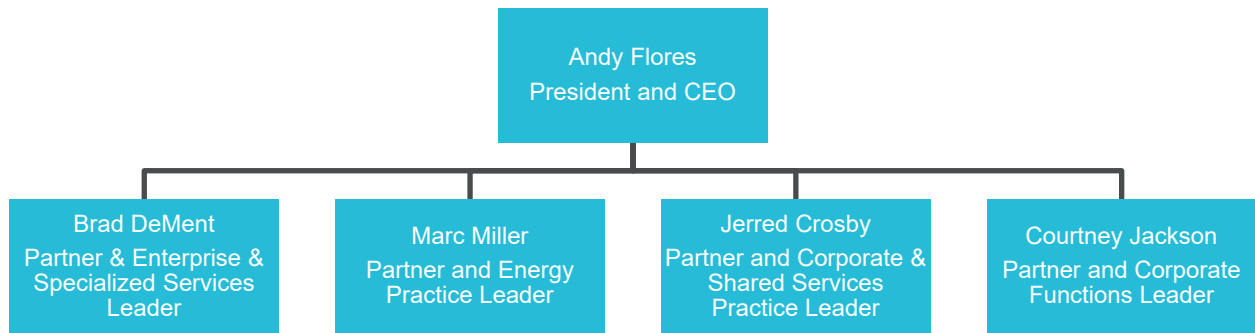 Andy Flores
President and CEO
Brad DeMent
Partner & Enterprise &
Specialized Services
Leader
Marc Miller
Partner and Energy
Practice Leader
Jerred Crosby
Partner and Corporate &
Shared Services
Practice Leader
Courtney Jackson
Partner and Corporate
Functions Leader